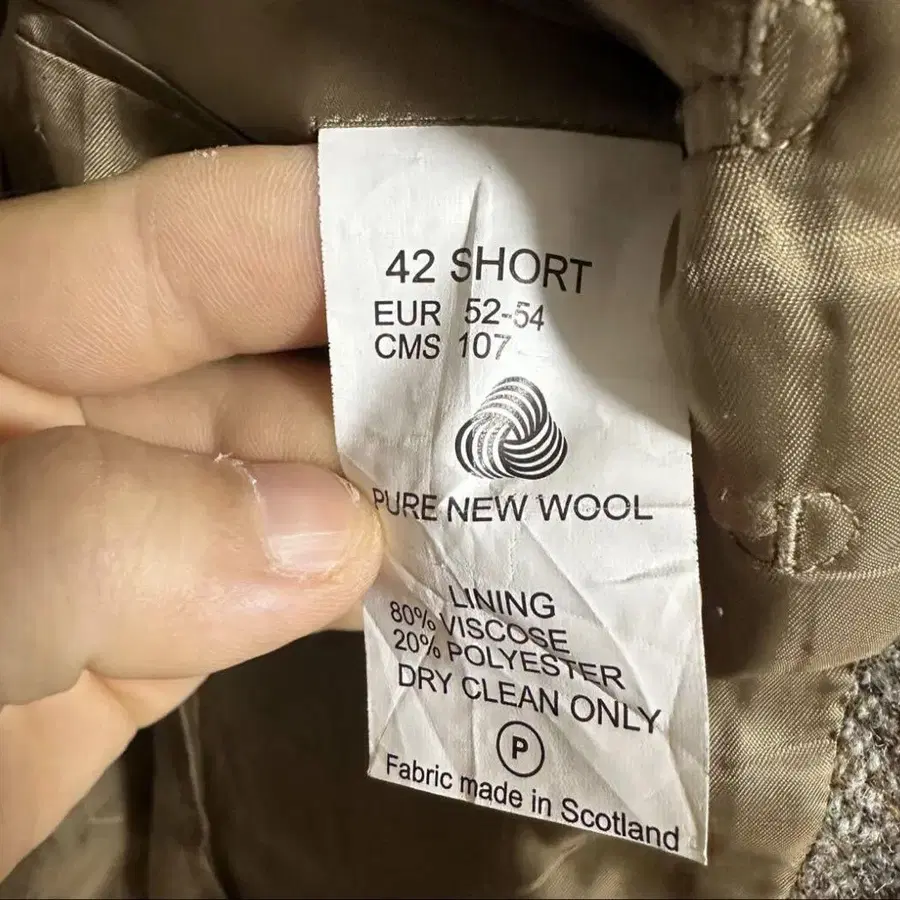 42 SHORT
EUR 52-54
CMS 107
PURE NEW WOOL
LINING
80% VISCOSE
20% POLYESTER
DRY CLEAN ONLY
P
Fabric made in Scotland